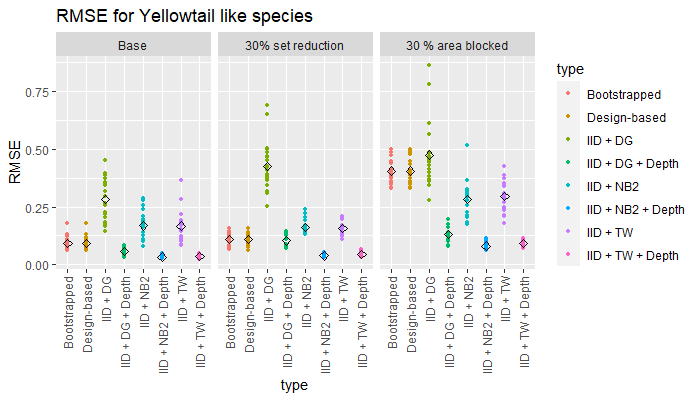 RMSE for Yellowtail like species
Base
30% set reduction
30 % area blocked
RMSE
0.75
0.50
0.25
0.00
Bootstrapped
Design-based
IID + DG
IID + DG + Depth
IID + NB2
IID + NB2 + Depth
IID + TW
IID + TW + Depth
Bootstrapped
Design-based
IID + DG
IID + DG + Depth
IID + NB2
IID + NB2 + Depth
IID + TW
IID + TW + Depth
Bootstrapped
Design-based
IID + DG
IID + DG + Depth
IID + NB2
IID + NB2 + Depth
IID + TW
IID + TW + Depth
type
type
Bootstrapped
Design-based
IID + DG
IID + DG + Depth
IID + NB2
IID + NB2 + Depth
IID + TW
IID + TW + Depth